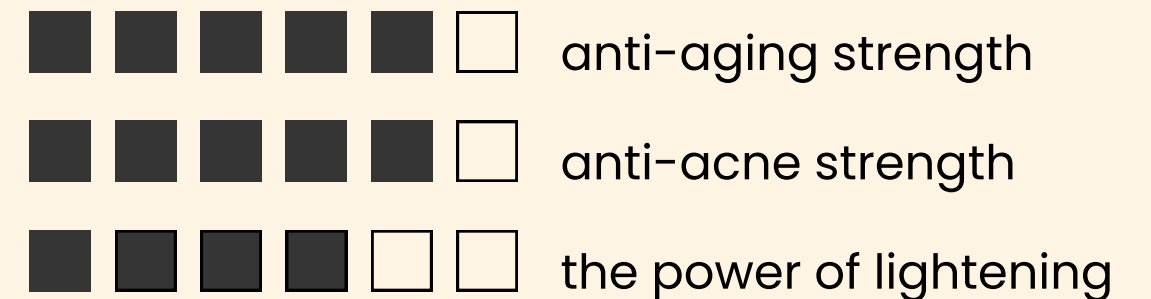 anti-aging strength
anti-acne strength
the power of lightening